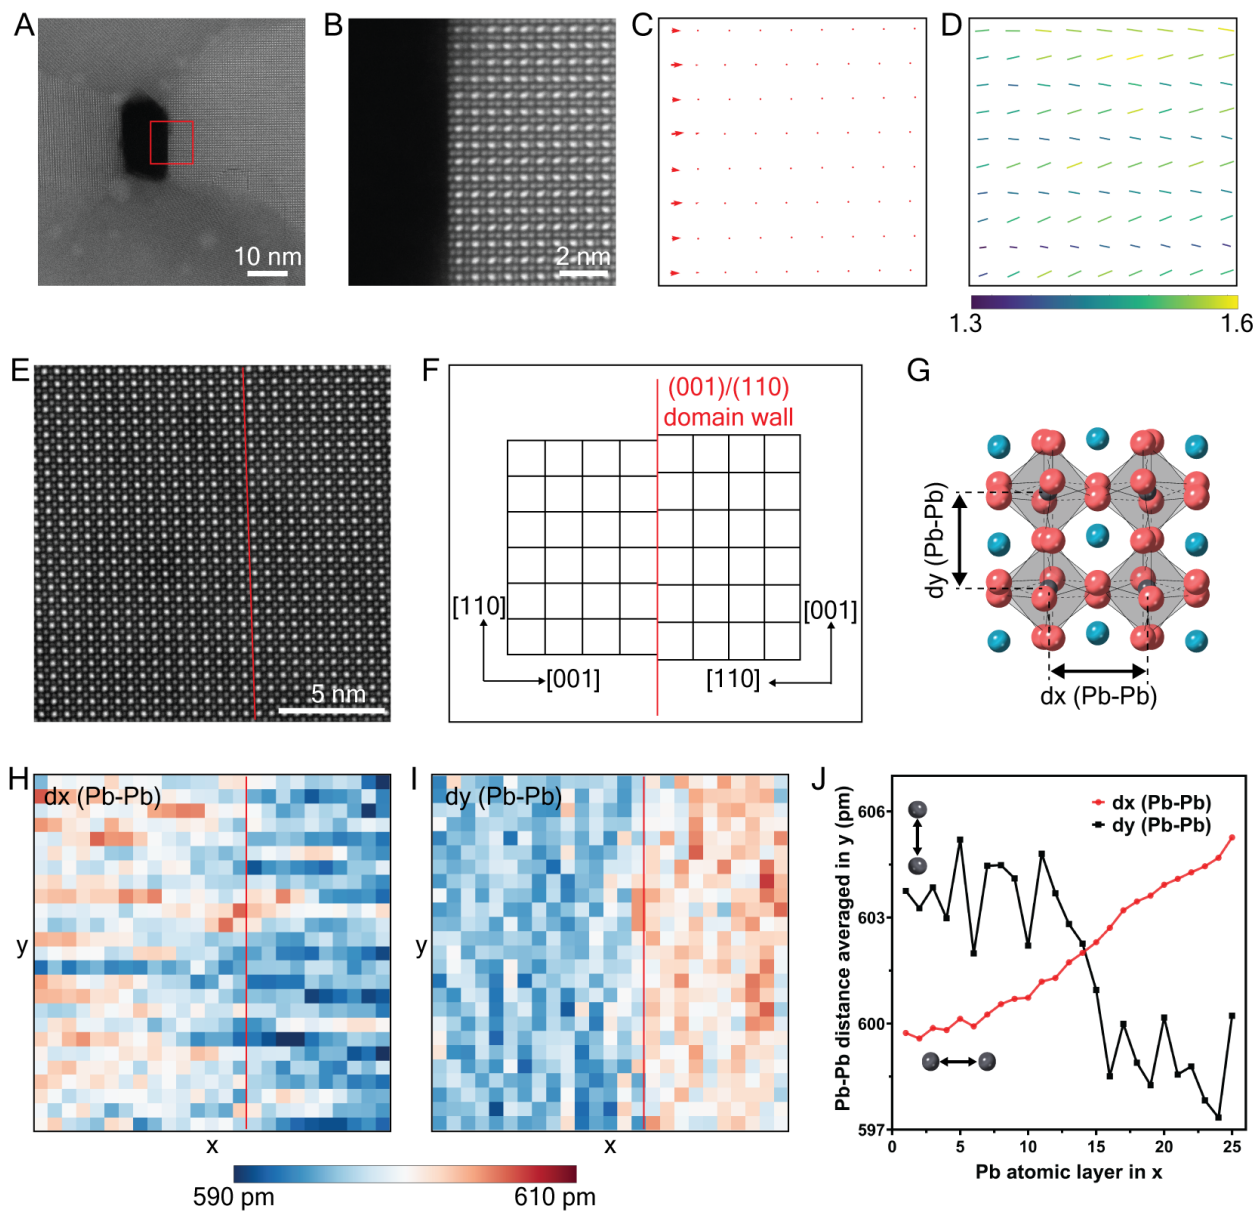 A
10 nm
B
2 nm
C
D
1.3
1.6
E
5 nm
F
(001)/(110)
domain wall
[110]
[001]
[001]
[110]
G
dy (Pb-Pb)
dx (Pb-Pb)
H
dx (Pb-Pb)
y
x
I
dy (Pb-Pb)
y
x
590 pm
610 pm
J
dx (Pb-Pb)
dy (Pb-Pb)
Pb-Pb distance averaged in y (pm)
606
603
600
597
0
5
10
15
20
25
Pb atomic layer in x